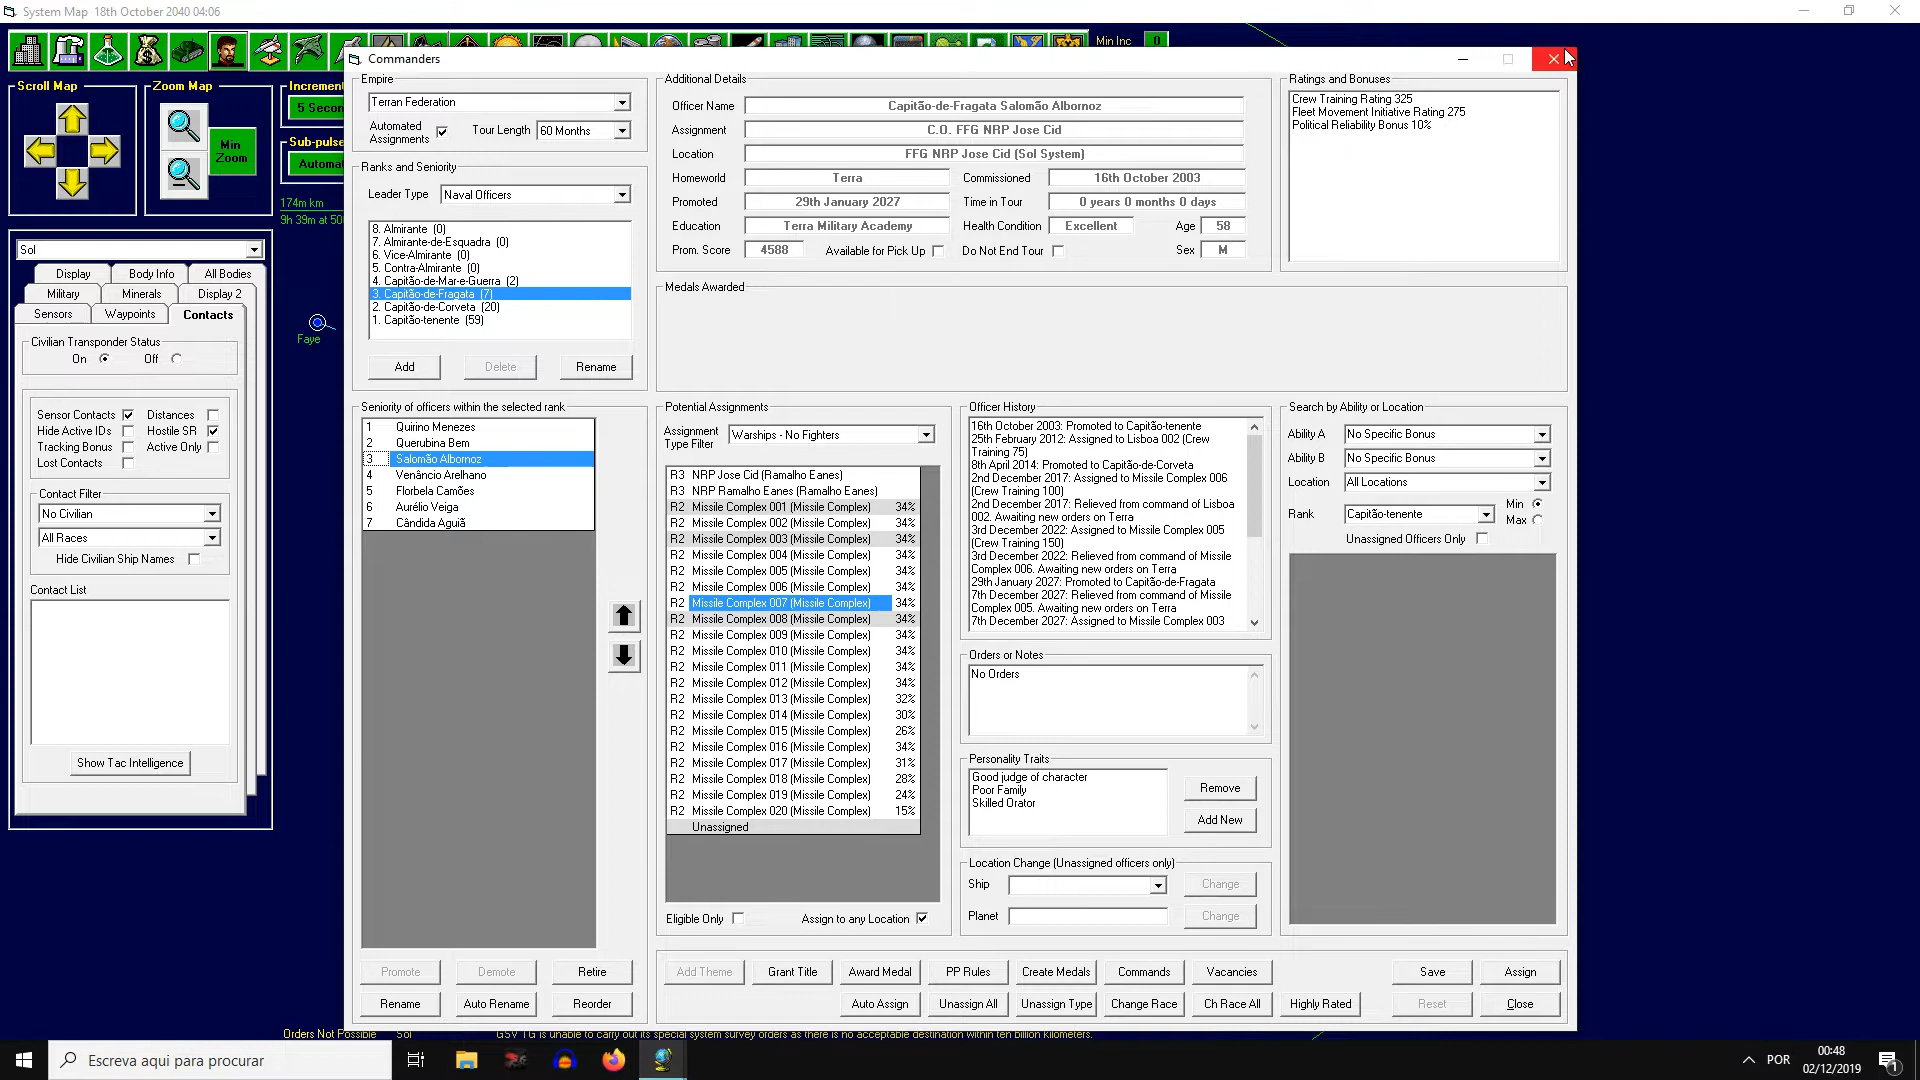 System Map  18th October 2040 04:06
Min Inc 0
Scroll Map
Zoom Map
Min
Zoom
Increment
5 Secon
Sub-pulse
Automat
174m km
9h 39m at 50
Faye
Sol
Display Body Info All Bodies
Military Minerals Display 2
Sensors Waypoints Contacts
Civilian Transponder Status
On Off
Sensor Contacts Distances
Hide Active IDs Hostile SR
Tracking Bonus Active Only
Lost Contacts
Contact Filter
No Civilian
All Races
Hide Civilian Ship Names
Contact List
Show Tac Intelligence
Commanders
Empire
Terran Federation
Automated
Assignments
Tour Length 60 Months
Ranks and Seniority
Leader Type Naval Officers
8. Almirante (0)
7. Almirante-de-Esquadra (0)
6. Vice-Almirante (0)
5. Contra-Almirante (0)
4. Capitão-de-Mar-e-Guerra (2)
3. Capitão-de-Fragata (7)
2. Capitão-de-Corveta (20)
1. Capitão-tenente (59)
Add Delete Rename
Additional Details
Officer Name Capitão-de-Fragata Salomão Albornoz
Assignment C.O. FFG NRP Jose Cid
Location FFG NRP Jose Cid (Sol System)
Homeworld Terra Commissioned 16th October 2003
Promoted 29th January 2027 Time in Tour 0 years 0 months 0 days
Education Terra Military Academy Health Condition Excellent Age 58
Prom. Score 4588 Available for Pick Up Do Not End Tour Sex M
Ratings and Bonuses
Crew Training Rating 325
Fleet Movement Initiative Rating 275
Political Reliability Bonus 10%
Medals Awarded
Seniority of officers within the selected rank
1 Quirino Menezes
2 Querubina Bem
3 Salomão Albornoz
4 Venâncio Arelhano
5 Florbela Camões
6 Aurélio Veiga
7 Cândida Aguiã
Potential Assignments
Assignment
Type Filter
Warships - No Fighters
R3 NRP Jose Cid (Ramalho Eanes)
R3 NRP Ramalho Eanes (Ramalho Eanes)
R2 Missile Complex 001 (Missile Complex) 34%
R2 Missile Complex 002 (Missile Complex) 34%
R2 Missile Complex 003 (Missile Complex) 34%
R2 Missile Complex 004 (Missile Complex) 34%
R2 Missile Complex 005 (Missile Complex) 34%
R2 Missile Complex 006 (Missile Complex) 34%
R2 Missile Complex 007 (Missile Complex) 34%
R2 Missile Complex 008 (Missile Complex) 34%
R2 Missile Complex 009 (Missile Complex) 34%
R2 Missile Complex 010 (Missile Complex) 34%
R2 Missile Complex 011 (Missile Complex) 34%
R2 Missile Complex 012 (Missile Complex) 34%
R2 Missile Complex 013 (Missile Complex) 32%
R2 Missile Complex 014 (Missile Complex) 30%
R2 Missile Complex 015 (Missile Complex) 26%
R2 Missile Complex 016 (Missile Complex) 34%
R2 Missile Complex 017 (Missile Complex) 31%
R2 Missile Complex 018 (Missile Complex) 28%
R2 Missile Complex 019 (Missile Complex) 24%
R2 Missile Complex 020 (Missile Complex) 15%
Unassigned
Eligible Only Assign to any Location
Officer History
16th October 2003: Promoted to Capitão-tenente
25th February 2012: Assigned to Lisboa 002 (Crew
Training 75)
8th April 2014: Promoted to Capitão-de-Corveta
2nd December 2017: Assigned to Missile Complex 006
(Crew Training 100)
2nd December 2017: Relieved from command of Lisboa
002. Awaiting new orders on Terra
3rd December 2022: Assigned to Missile Complex 005
(Crew Training 150)
3rd December 2022: Relieved from command of Missile
Complex 006. Awaiting new orders on Terra
29th January 2027: Promoted to Capitão-de-Fragata
7th December 2027: Relieved from command of Missile
Complex 005. Awaiting new orders on Terra
7th December 2027: Assigned to Missile Complex 003
Orders or Notes
No Orders
Personality Traits
Good judge of character
Poor Family
Skilled Orator
Remove
Add New
Location Change (Unassigned officers only)
Ship Change
Planet Change
Search by Ability or Location
Ability A No Specific Bonus
Ability B No Specific Bonus
Location All Locations
Rank Capitão-tenente Min
Max
Unassigned Officers Only
Promote Demote Retire Add Theme Grant Title Award Medal PP Rules Create Medals Commands Vacancies Save Assign
Rename Auto Rename Reorder Auto Assign Unassign All Unassign Type Change Race Ch Race All Highly Rated Reset Close
Orders Not Possible Sol GSV TG is unable to carry out its special system survey orders as there is no acceptable destination within ten billion kilometers.
Escreva aqui para procurar
POR
00:48
02/12/2019
1